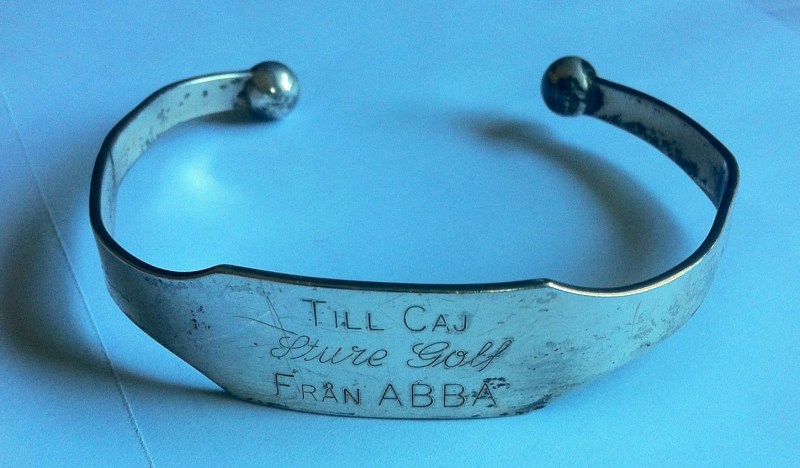 TILL CAJ
Sture Golf
FRÅN ABBA